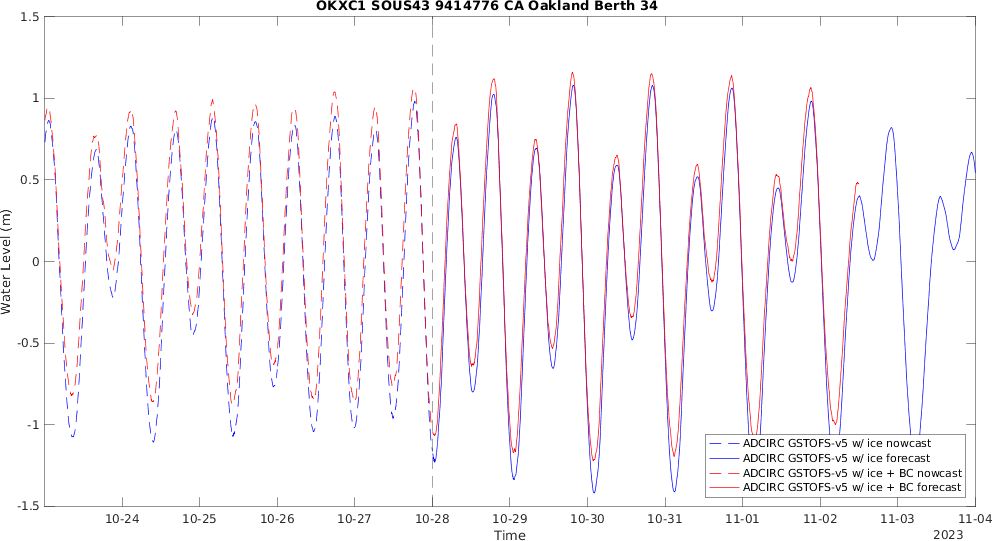 OKXC1 SOUS43 9414776 CA Oakland Berth 34
1.5
1
0.5
0
-0.5
-1
-1.5
Water Level (m)
ADCIRC GSTOFS-v5 w/ ice nowcast
ADCIRC GSTOFS-v5 w/ ice forecast
ADCIRC GSTOFS-v5 w/ ice + BC nowcast
ADCIRC GSTOFS-v5 w/ ice + BC forecast
10-24 10-25 10-26 10-27 10-28 10-29 10-30 10-31 11-01 11-02 11-03 11-04
Time
2023